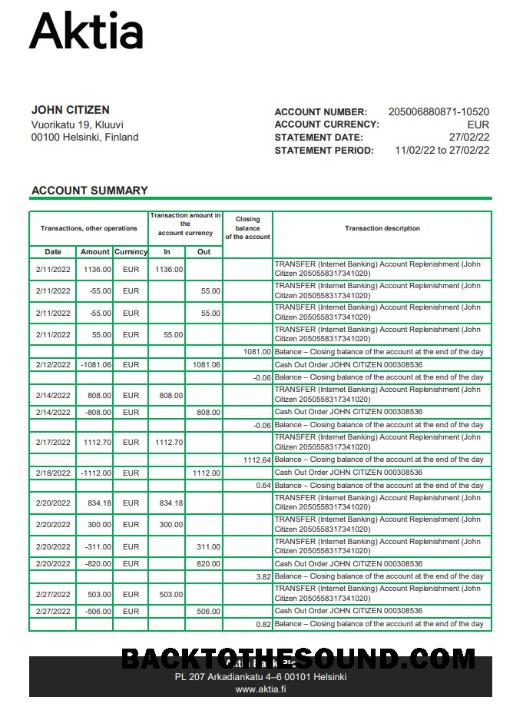 Aktia
JOHN CITIZEN
Vuorikatu 19, Kluuvi
00100 Helsinki, Finland
ACCOUNT NUMBER: 205006880871-10520
ACCOUNT CURRENCY: EUR
STATEMENT DATE: 27/02/22
STATEMENT PERIOD: 11/02/22 to 27/02/22
ACCOUNT SUMMARY
Transactions, other operations
Transaction amount in
the
account currency
Closing
balance
of the account
Transaction description
Date Amount Currency In Out
2/11/2022 1136.00 EUR 1136.00 TRANSFER (Internet Banking) Account Replenishment (John
Citizen 2050558317341020)
2/11/2022 -55.00 EUR 55.00 TRANSFER (Internet Banking) Account Replenishment (John
Citizen 2050558317341020)
2/11/2022 -55.00 EUR 55.00 TRANSFER (Internet Banking) Account Replenishment (John
Citizen 2050558317341020)
2/11/2022 55.00 EUR 55.00 TRANSFER (Internet Banking) Account Replenishment (John
Citizen 2050558317341020)
1081.00 Balance – Closing balance of the account at the end of the day
2/12/2022 -1081.06 EUR 1081.06 Cash Out Order JOHN CITIZEN 000308536
-0.06 Balance – Closing balance of the account at the end of the day
2/14/2022 808.00 EUR 808.00 TRANSFER (Internet Banking) Account Replenishment (John
Citizen 2050558317341020)
2/14/2022 -808.00 EUR 808.00 Cash Out Order JOHN CITIZEN 000308536
-0.06 Balance – Closing balance of the account at the end of the day
2/17/2022 1112.70 EUR 1112.70 TRANSFER (Internet Banking) Account Replenishment (John
Citizen 2050558317341020)
1112.64 Balance – Closing balance of the account at the end of the day
2/18/2022 -1112.00 EUR 1112.00 Cash Out Order JOHN CITIZEN 000308536
0.64 Balance – Closing balance of the account at the end of the day
2/20/2022 834.18 EUR 834.18 TRANSFER (Internet Banking) Account Replenishment (John
Citizen 2050558317341020)
2/20/2022 300.00 EUR 300.00 TRANSFER (Internet Banking) Account Replenishment (John
Citizen 2050558317341020)
2/20/2022 -311.00 EUR 311.00 TRANSFER (Internet Banking) Account Replenishment (John
Citizen 2050558317341020)
2/20/2022 -820.00 EUR 820.00 Cash Out Order JOHN CITIZEN 000308536
3.82 Balance – Closing balance of the account at the end of the day
2/27/2022 503.00 EUR 503.00 TRANSFER (Internet Banking) Account Replenishment (John
Citizen 2050558317341020)
2/27/2022 -506.00 EUR 506.00 Cash Out Order JOHN CITIZEN 000308536
0.82 Balance – Closing balance of the account at the end of the day
BACKTOTHESOUND.COM
Aktia Bank Plc
PL 207 Arkadiankatu 4–6 00101 Helsinki
www.aktia.fi